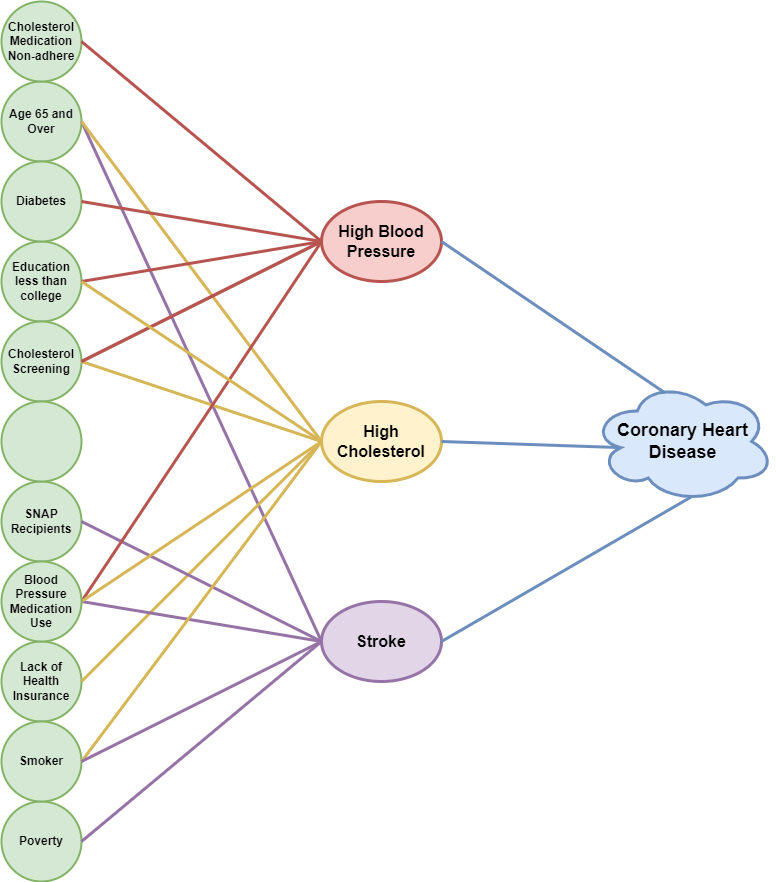 Cholesterol
Medication
Non-adhere
Age 65 and
Over
Diabetes
Education
less than
college
Cholesterol
Screening
SNAP
Recipients
Blood
Pressure
Medication
Use
Lack of
Health
Insurance
Smoker
Poverty
High Blood
Pressure
High
Cholesterol
Stroke
Coronary Heart
Disease